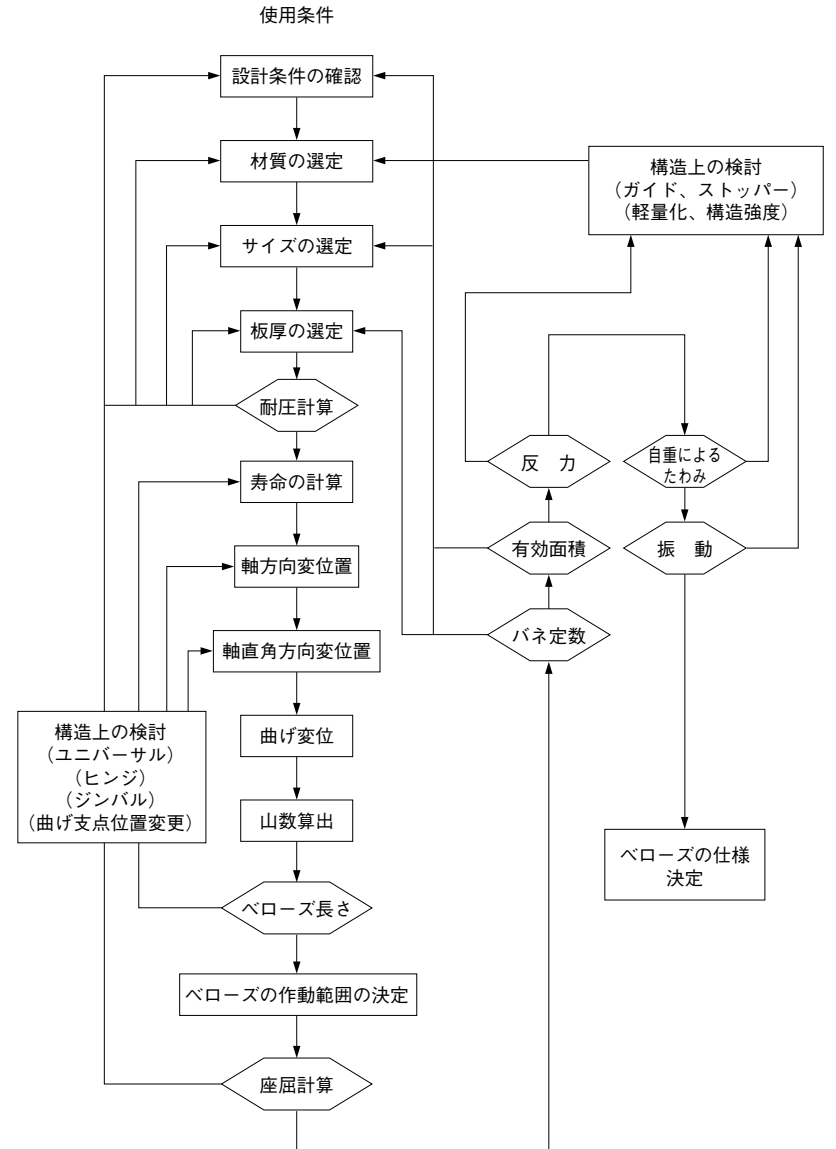 使用条件
設計条件の確認
材質の選定
サイズの選定
板厚の選定
耐圧計算
寿命の計算
軸方向変位置
軸直角方向変位置
曲げ変位
山数算出
ベローズ長さ
ベローズの作動範囲の決定
座屈計算
構造上の検討
（ユニバーサル）
（ヒンジ）
（ジンバル）
（曲げ支点位置変更）
構造上の検討
（ガイド、ストッパー）
（軽量化、構造強度）
反　力
有効面積
バネ定数
自重による
たわみ
振　動
ベローズの仕様
決定